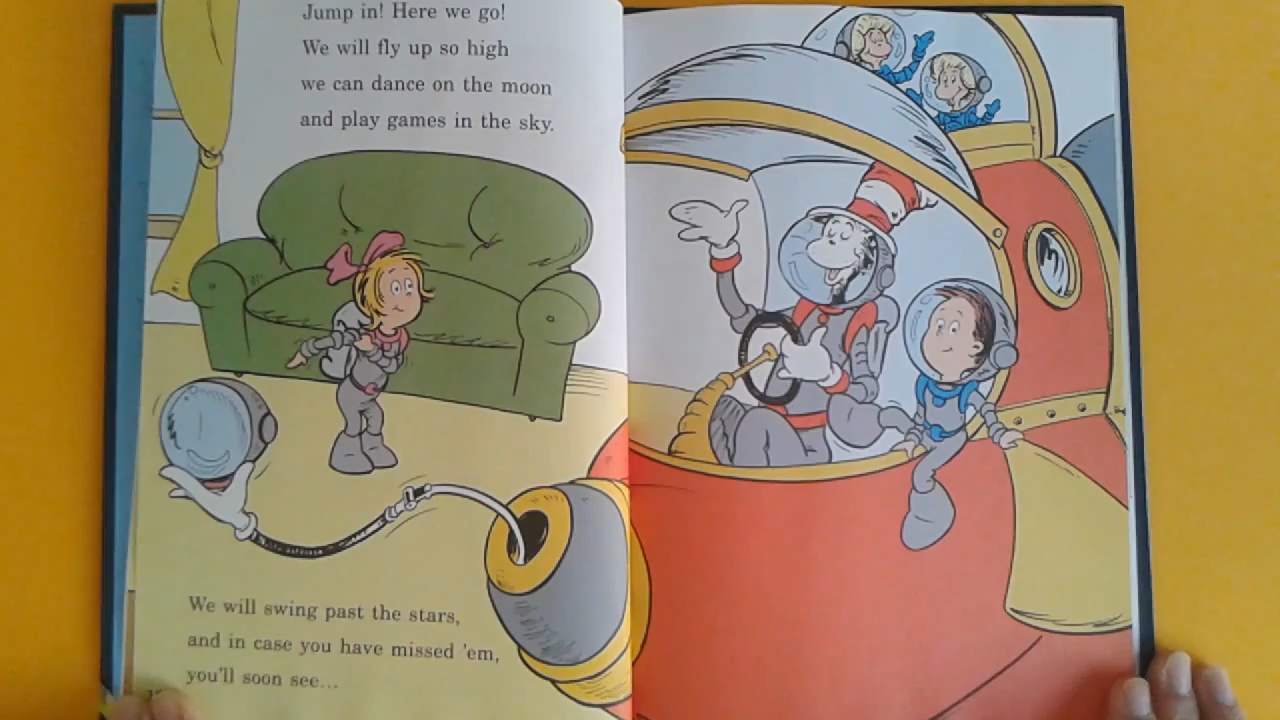 Jump in! Here we go!
We will fly up so high
we can dance on the moon
and play games in the sky.
We will swing past the stars,
and in case you have missed 'em,
you'll soon see...